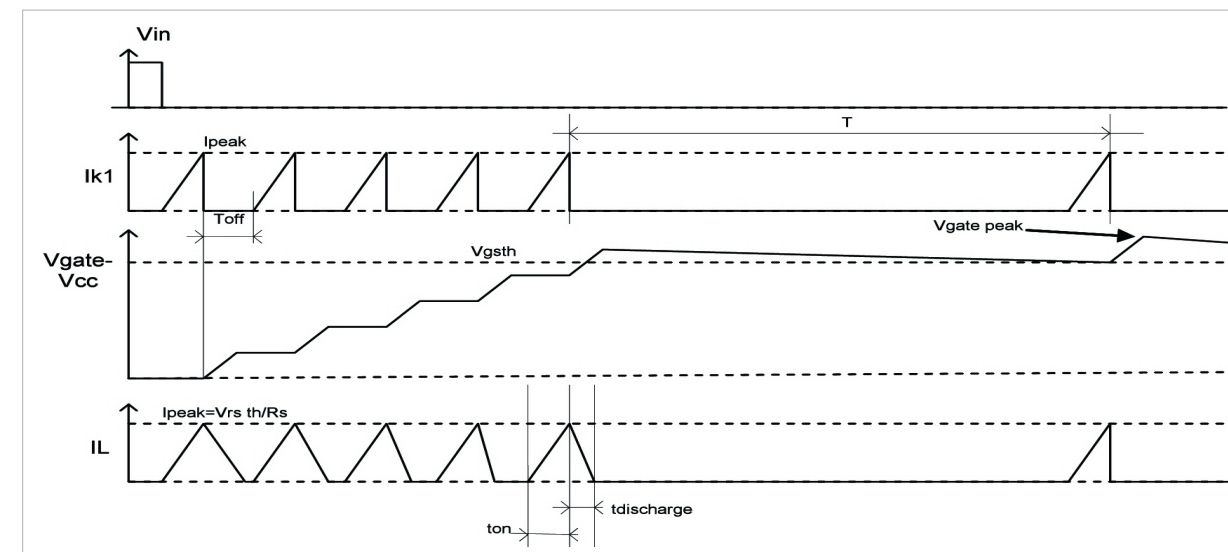 Vin
T
Ipeak
Ik1
Toff
Vgate peak
Vgsth
Vgate-
Vcc
Ipeak=Vrs th/Rs
IL
tdischarge
ton